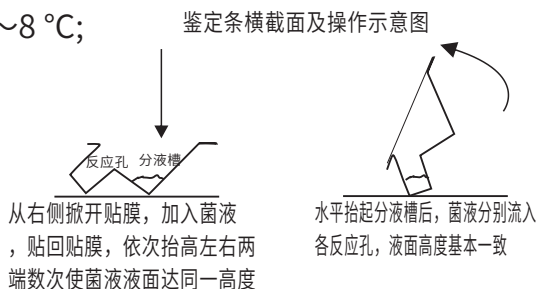 ～8 °C;
鉴定条横截面及操作示意图
反应孔
分液槽
从右侧掀开贴膜，加入菌液
，贴回贴膜，依次抬高左右两
端数次使菌液液面达同一高度
水平抬起分液槽后，菌液分别流入
各反应孔，液面高度基本一致